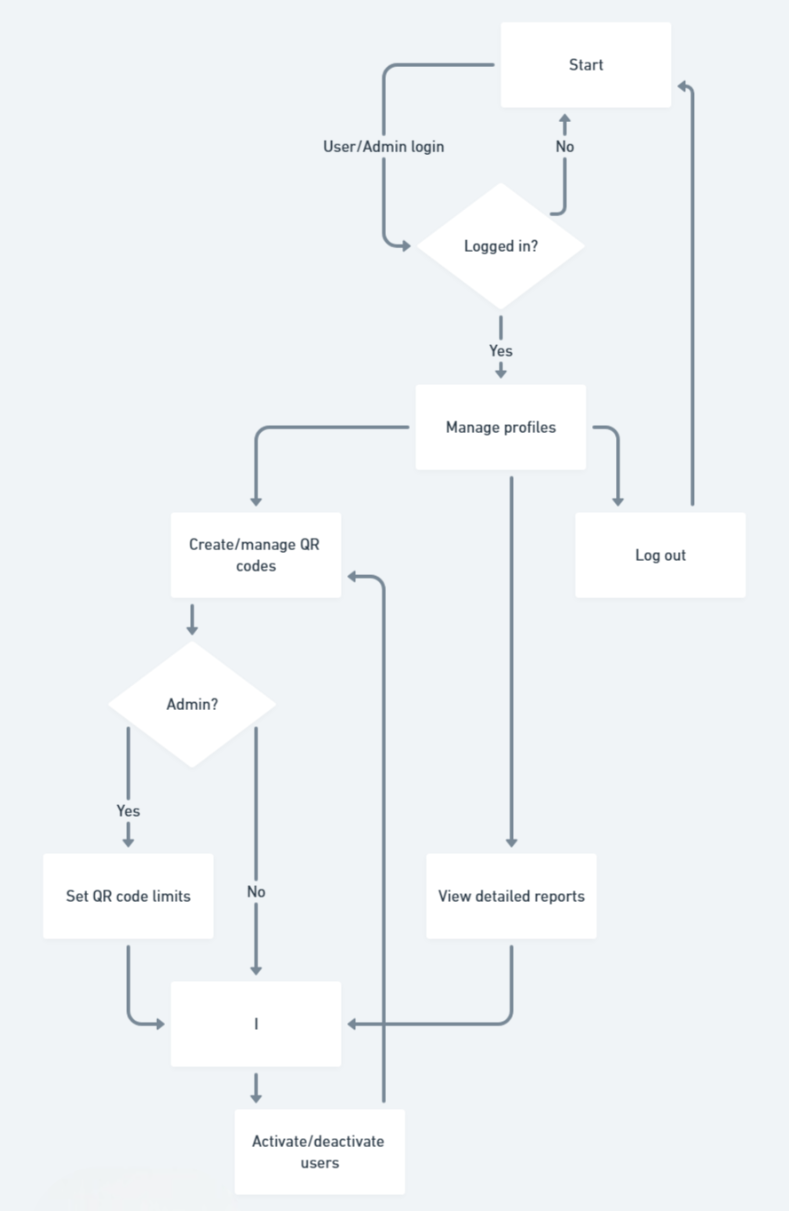 Start
User/Admin login
No
Logged in?
Yes
Manage profiles
Create/manage QR
codes
Log out
Admin?
Yes
Set QR code limits
No
View detailed reports
I
Activate/deactivate
users